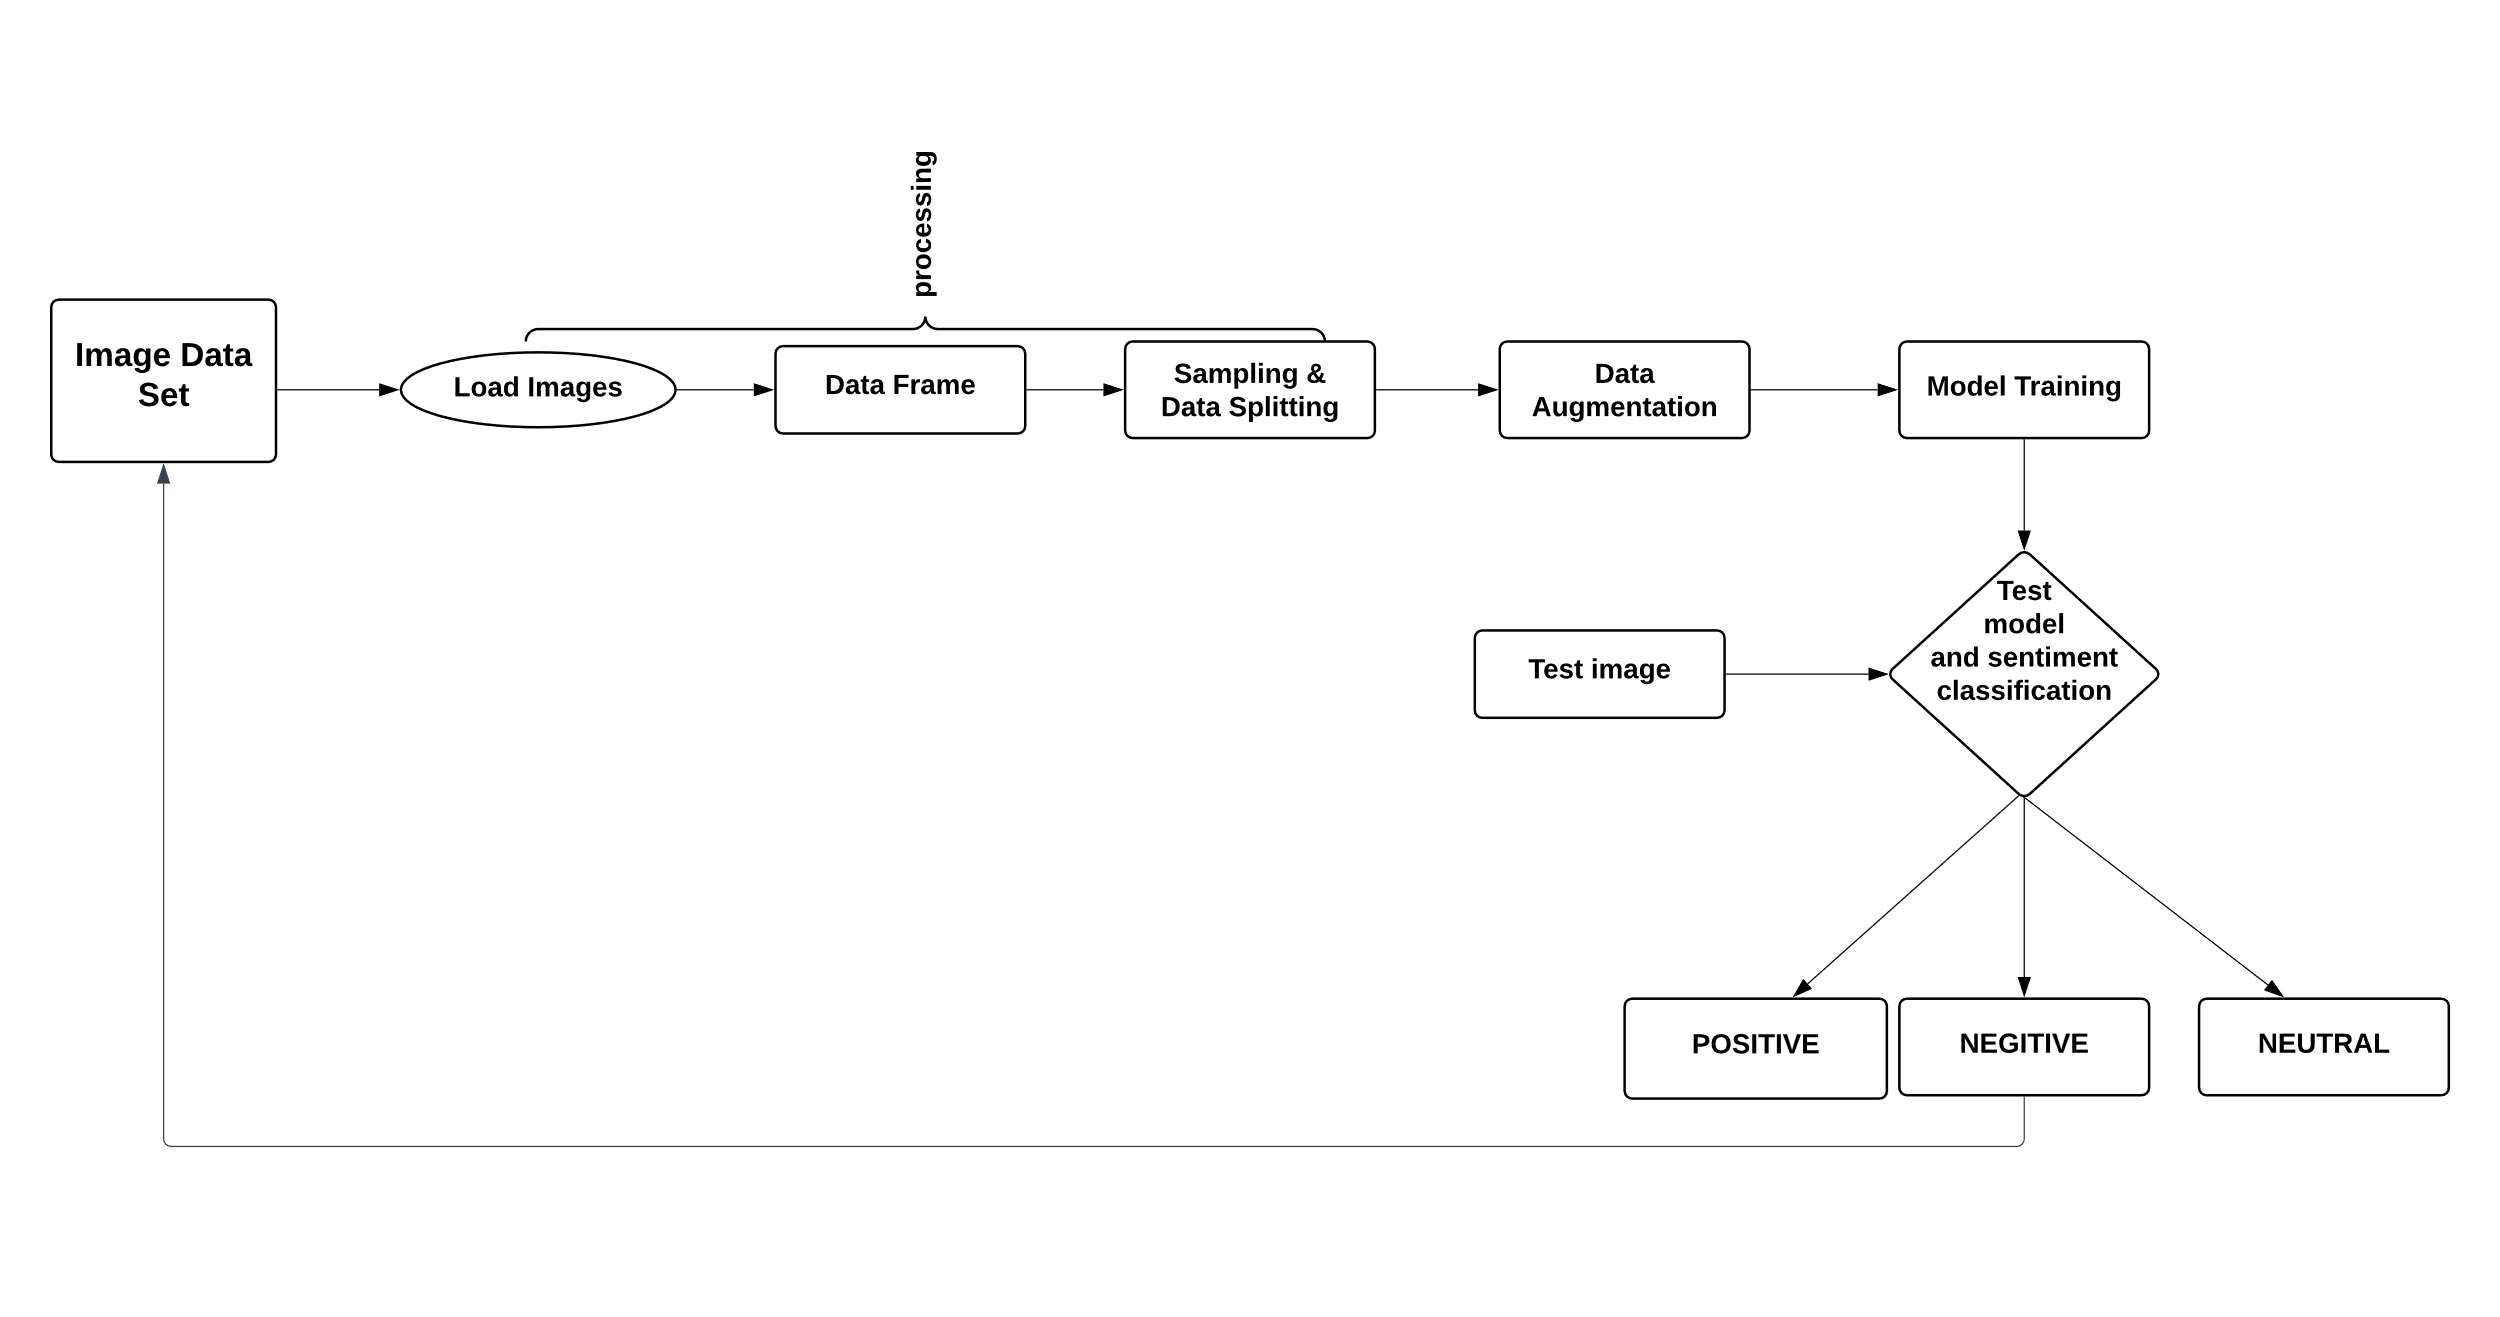 processing
Image Data
Set
Load Images
Data Frame
Sampling &
Data Splitting
Data
Augmentation
Model Training
Test
model
and sentiment
classification
Test image
POSITIVE
NEGITIVE
NEUTRAL